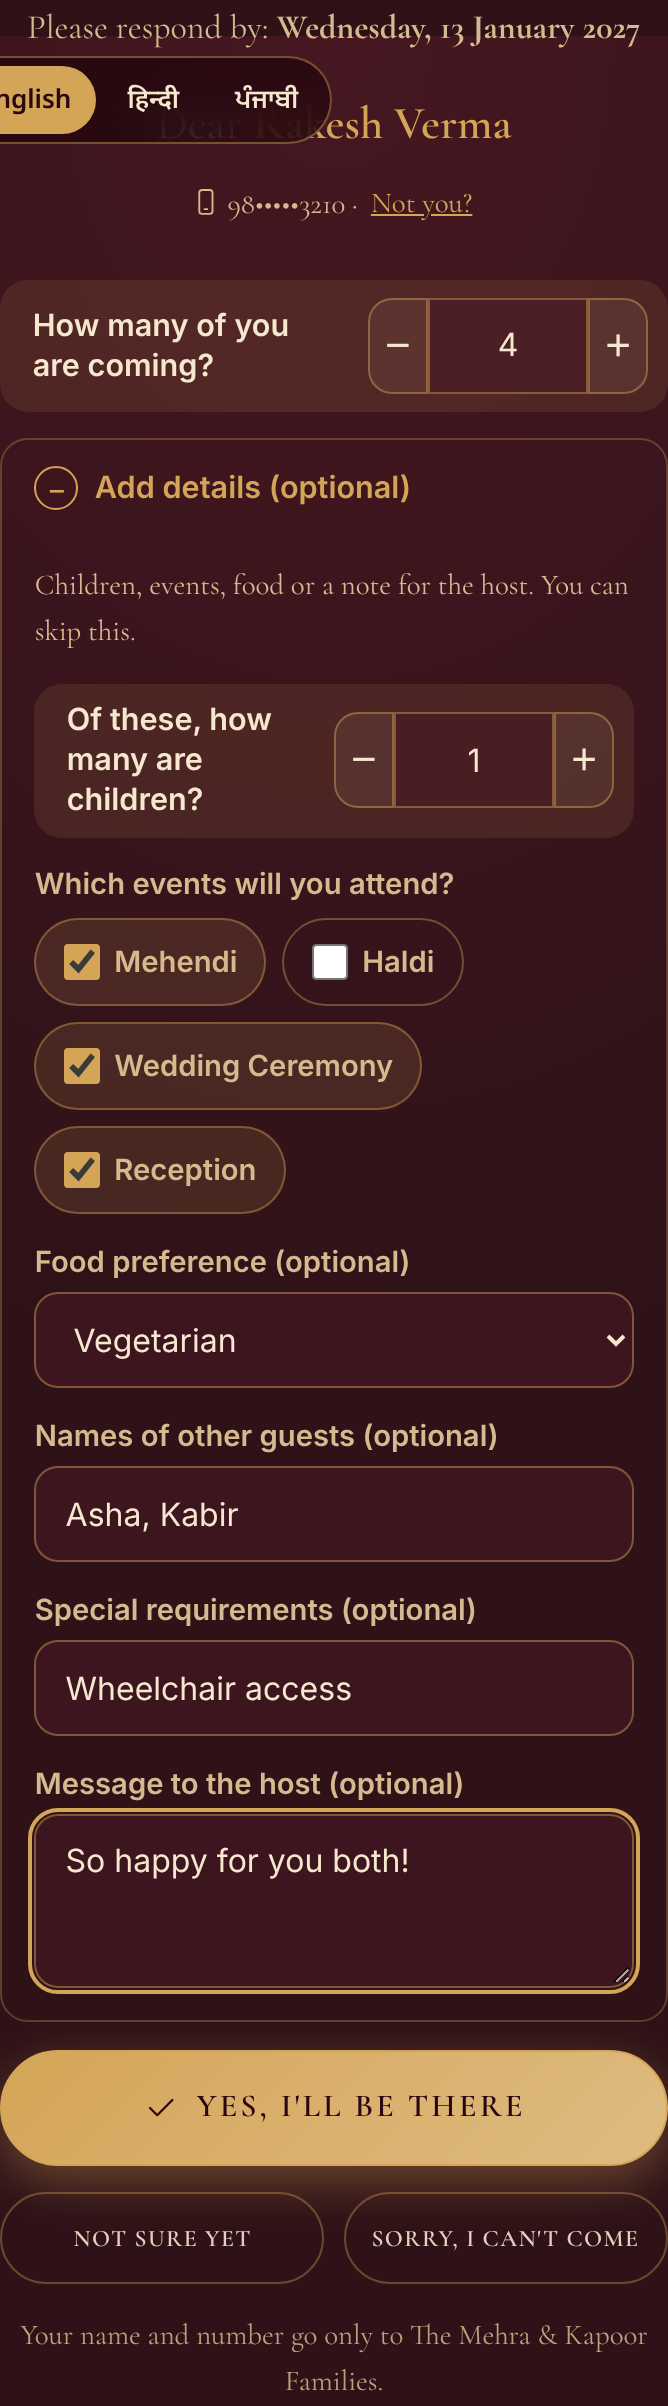 Please respond by: Wednesday, 13 January 2027
nglish हिन्दी ਪੰਜਾਬੀ
Dear Rakesh Verma
98•••••3210 · Not you?
How many of you
are coming?
− 4 +
− Add details (optional)
Children, events, food or a note for the host. You can
skip this.
Of these, how
many are
children?
− 1 +
Which events will you attend?
Mehendi Haldi
Wedding Ceremony
Reception
Food preference (optional)
Vegetarian
Names of other guests (optional)
Asha, Kabir
Special requirements (optional)
Wheelchair access
Message to the host (optional)
So happy for you both!
YES, I'LL BE THERE
NOT SURE YET SORRY, I CAN'T COME
Your name and number go only to The Mehra & Kapoor
Families.